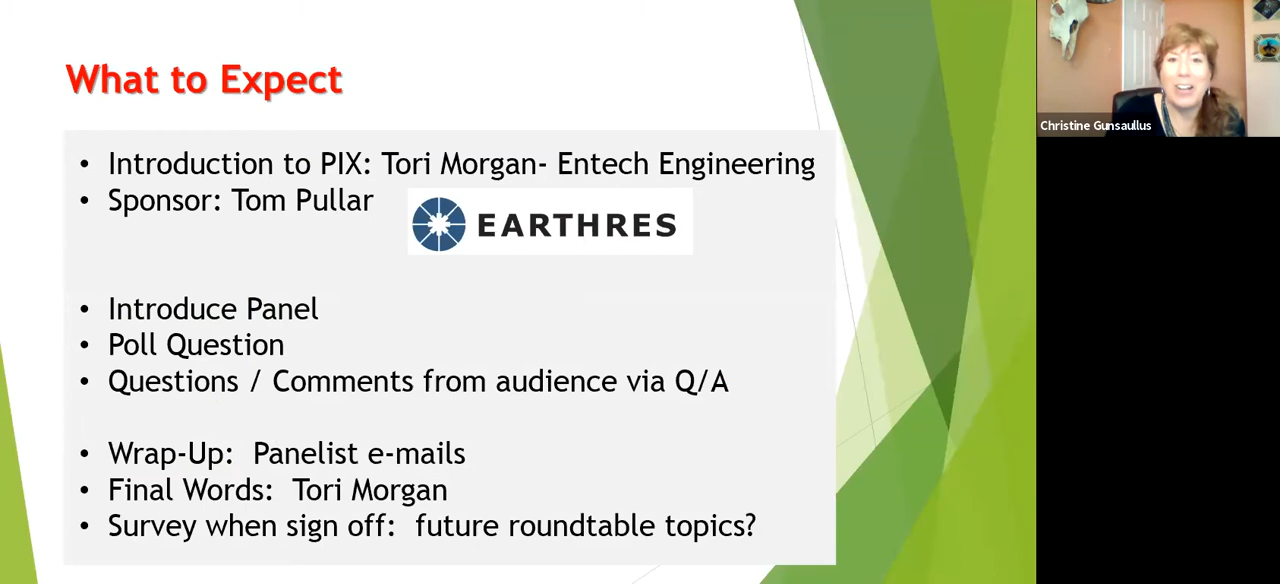 What to Expect
• Introduction to PIX: Tori Morgan- Entech Engineering
• Sponsor: Tom Pullar
EARTHRES
• Introduce Panel
• Poll Question
• Questions / Comments from audience via Q/A
• Wrap-Up: Panelist e-mails
• Final Words: Tori Morgan
• Survey when sign off: future roundtable topics?
Christine Gunsaullus